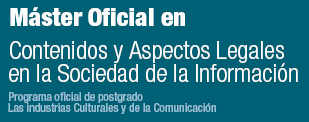 Máster Oficial en
Contenidos y Aspectos Legales
en la Sociedad de la Información
Programa oficial de postgrado
Las industrias Culturales y de la Comunicación